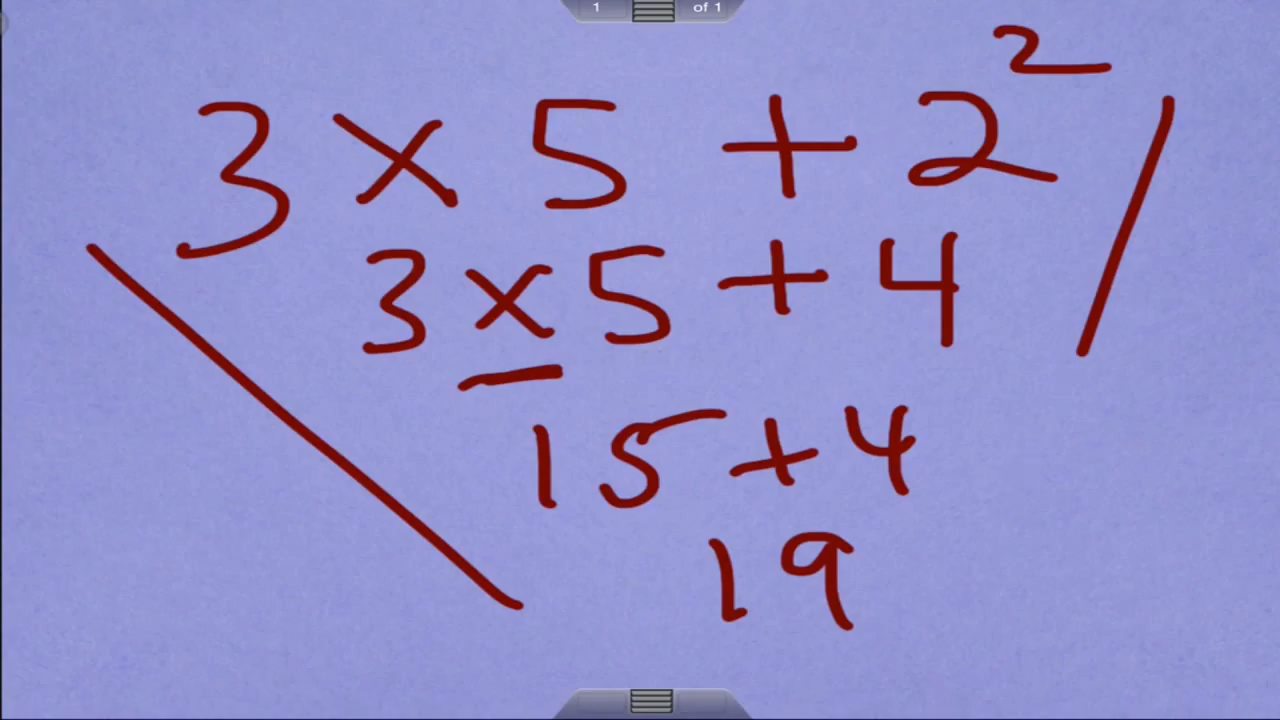 1 of 1
3 × 5 + 2²
3 × 5 + 4
15 + 4
19